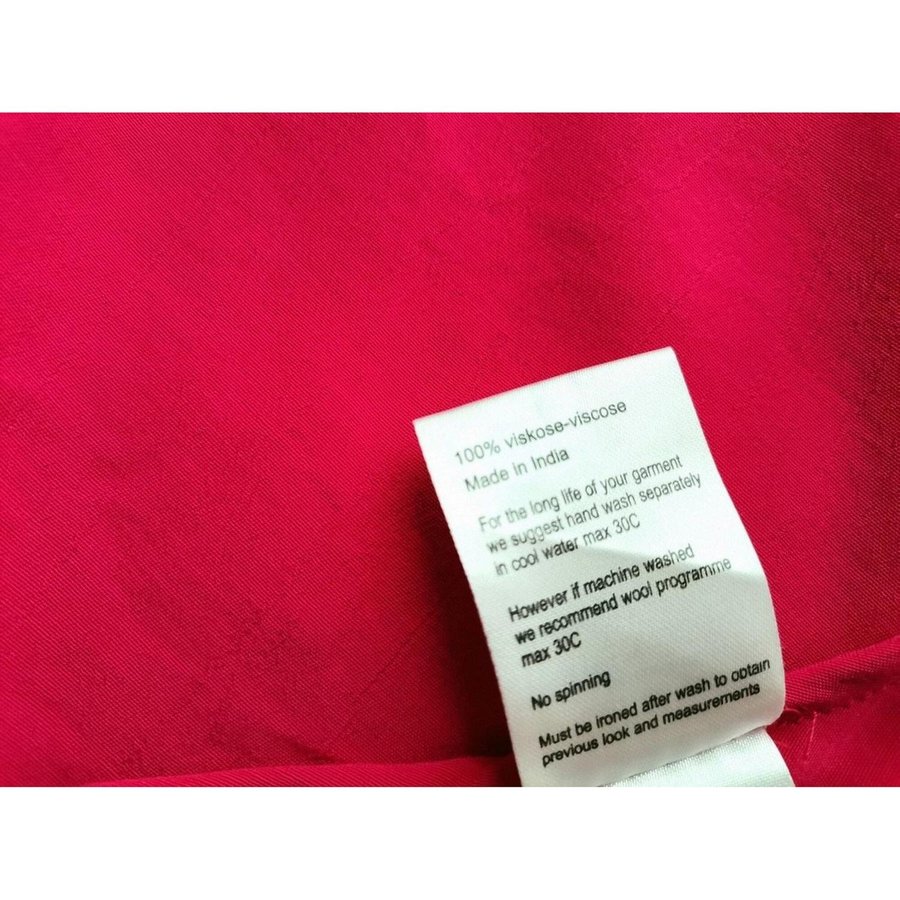 100% viskose-viscose
Made in India
For the long life of your garment
we suggest hand wash separately
in cool water max 30C
However if machine washed
we recommend wool programme
max 30C
No spinning
Must be ironed after wash to obtain
previous look and measurements